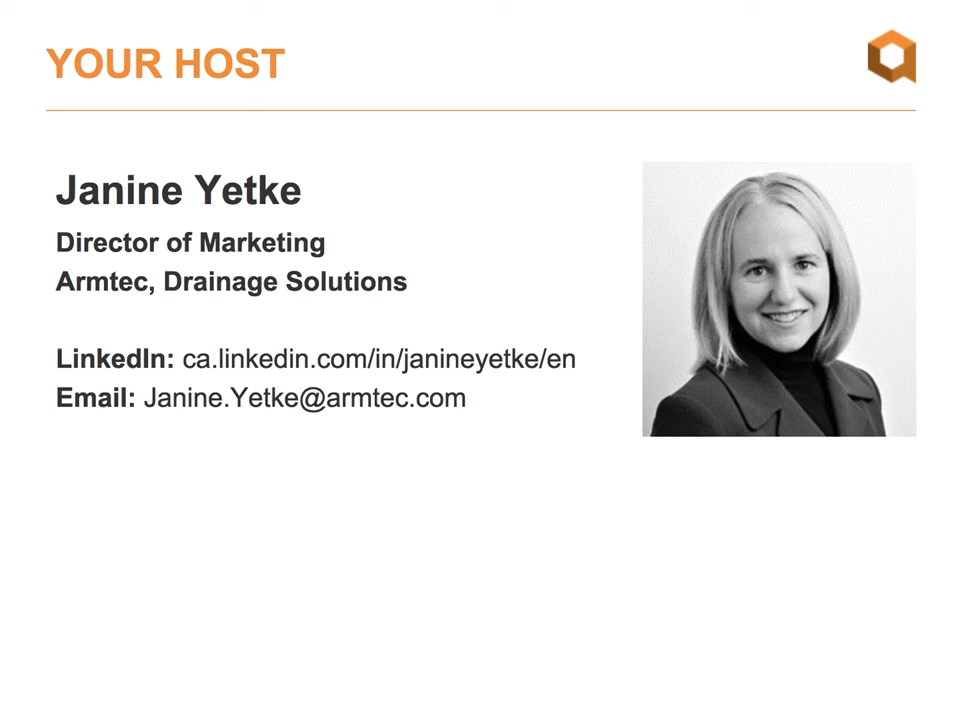 YOUR HOST
Janine Yetke
Director of Marketing
Armtec, Drainage Solutions
LinkedIn: ca.linkedin.com/in/janineyetke/en
Email: Janine.Yetke@armtec.com